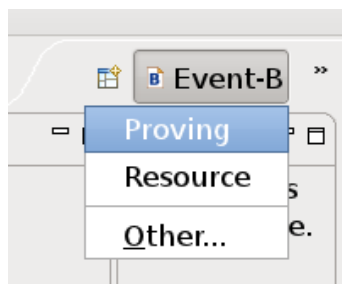 Event-B »
Proving
Resource
s
Other...
e.